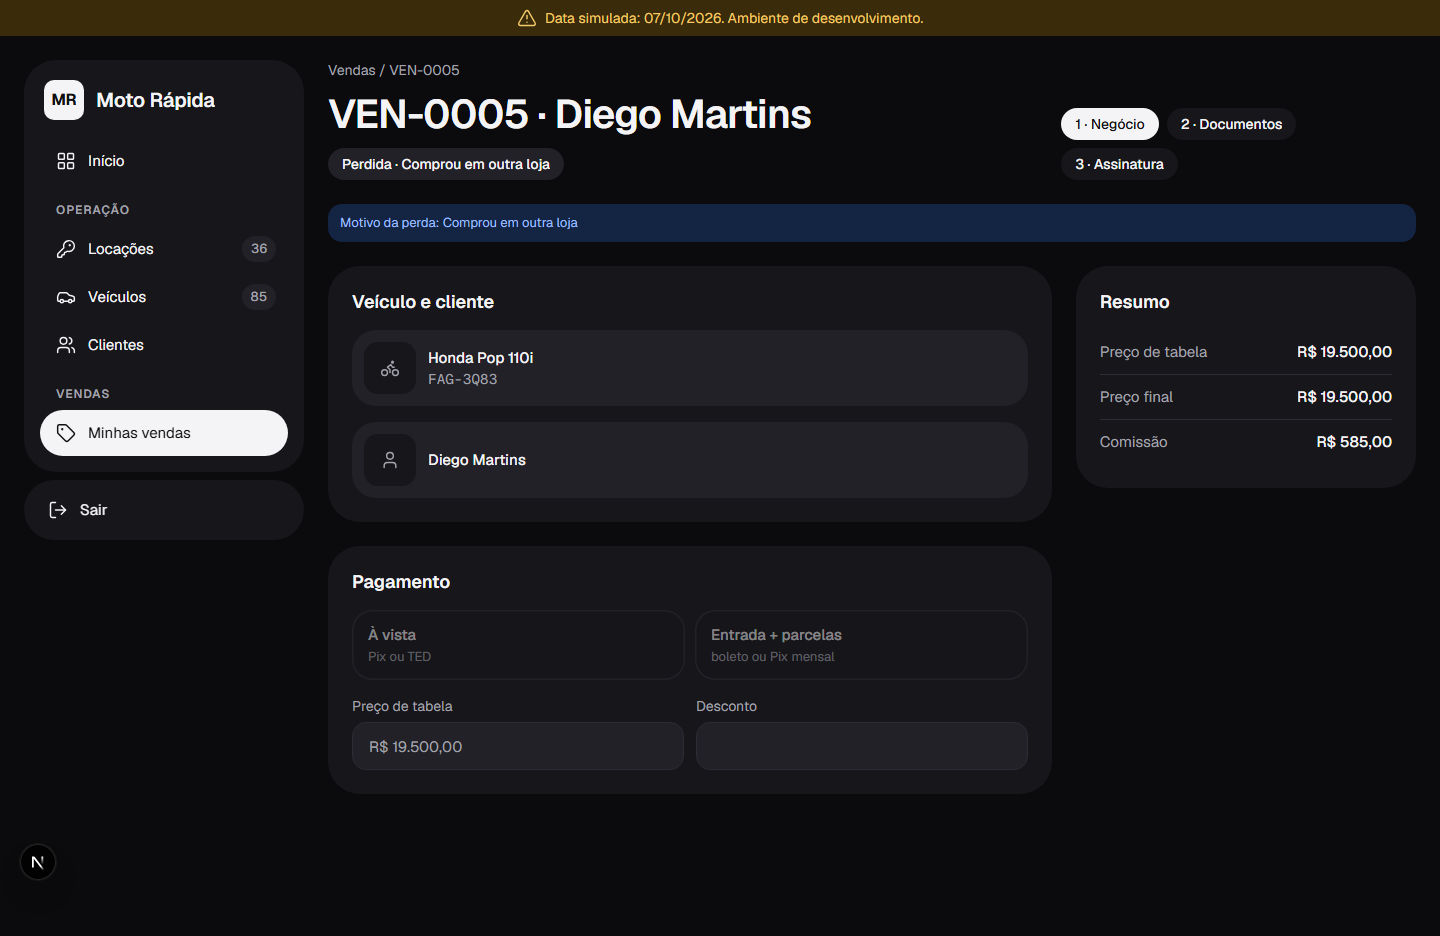 Data simulada: 07/10/2026. Ambiente de desenvolvimento.
MR
Moto Rápida
Início
OPERAÇÃO
Locações
36
Veículos
85
Clientes
VENDAS
Minhas vendas
Sair
Vendas / VEN-0005
VEN-0005 · Diego Martins
Perdida · Comprou em outra loja
1 · Negócio
2 · Documentos
3 · Assinatura
Motivo da perda: Comprou em outra loja
Veículo e cliente
Honda Pop 110i
FAG-3Q83
Diego Martins
Resumo
Preço de tabela
R$ 19.500,00
Preço final
R$ 19.500,00
Comissão
R$ 585,00
Pagamento
À vista
Pix ou TED
Entrada + parcelas
boleto ou Pix mensal
Preço de tabela
Desconto
R$ 19.500,00
N